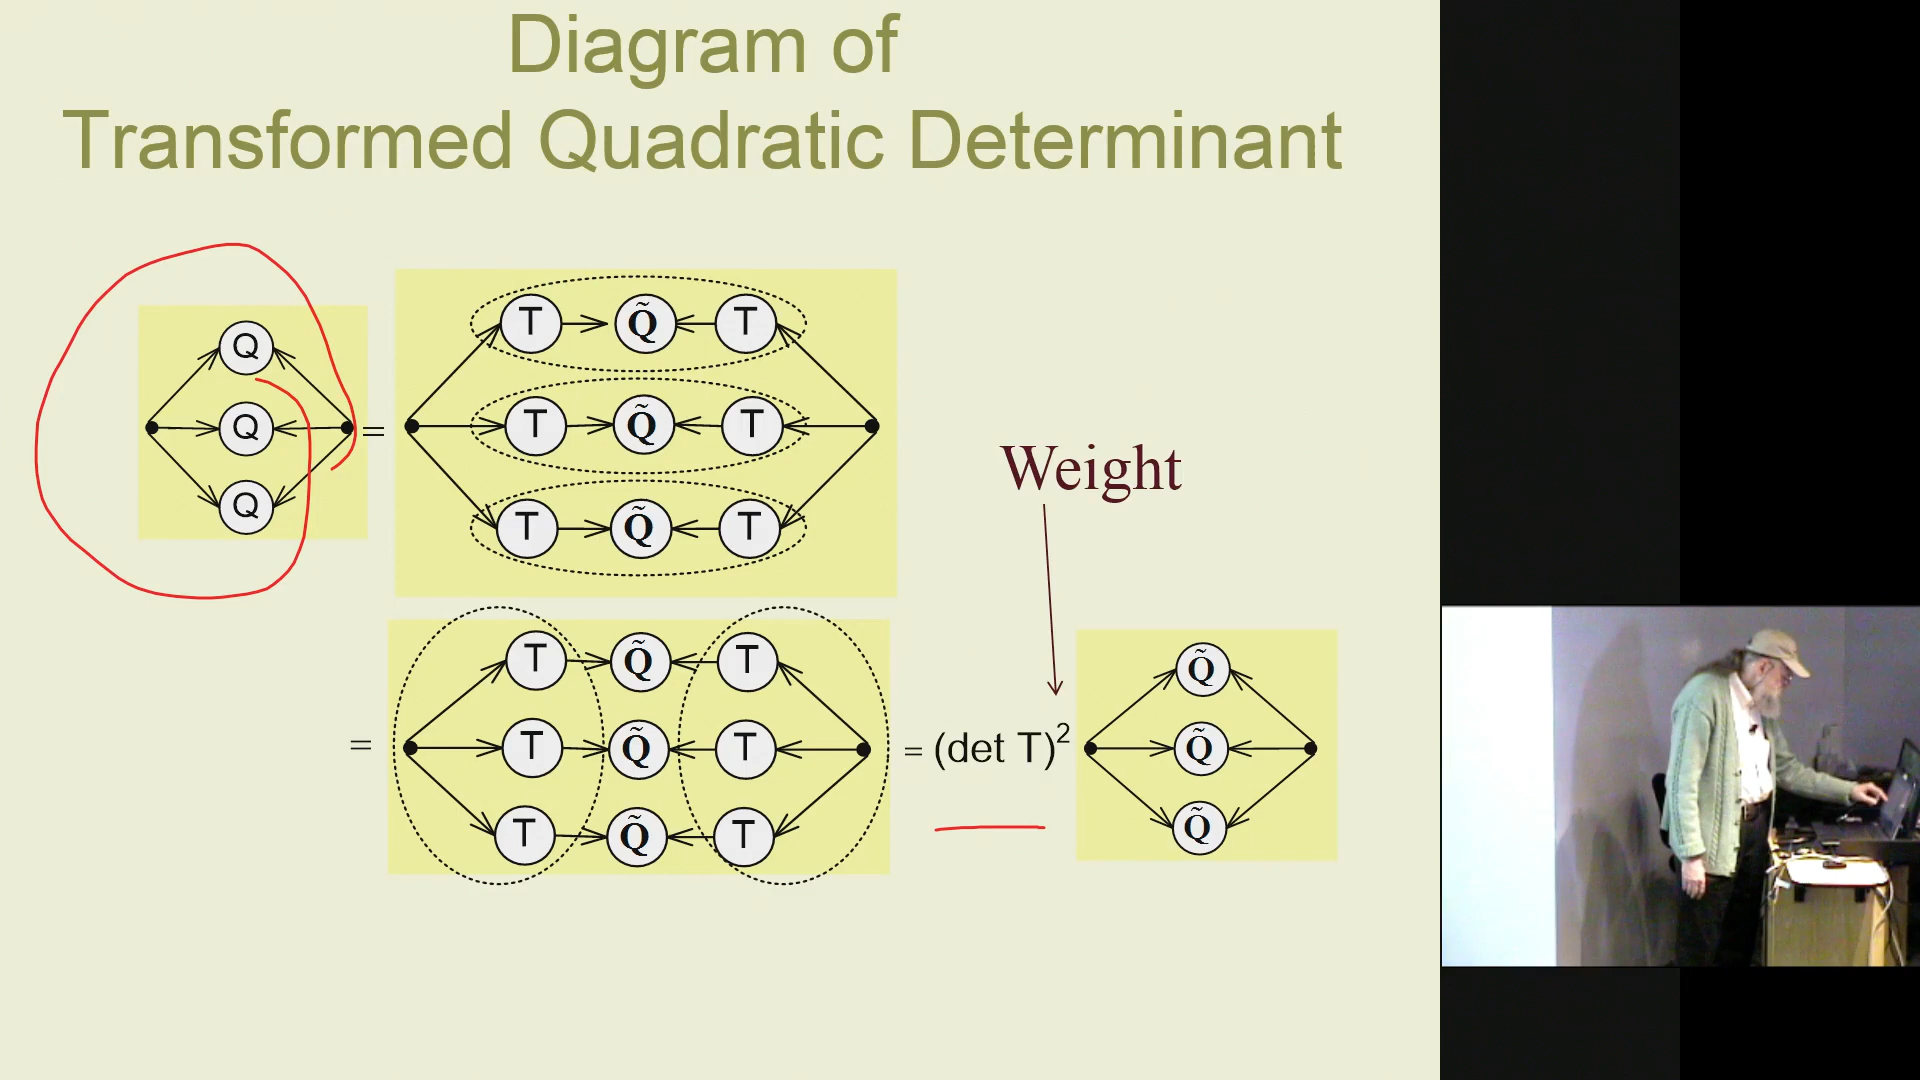 Diagram of
Transformed Quadratic Determinant
Q
Q
Q
=
T Q̃ T
T Q̃ T
T Q̃ T
Weight
=
T Q̃ T
T Q̃ T
T Q̃ T
= (det T)²
Q̃
Q̃
Q̃